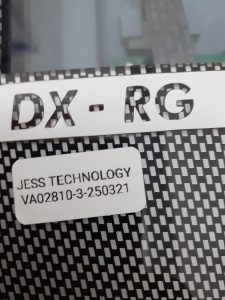 DX - RG
JESS TECHNOLOGY
VA02810-3-250321